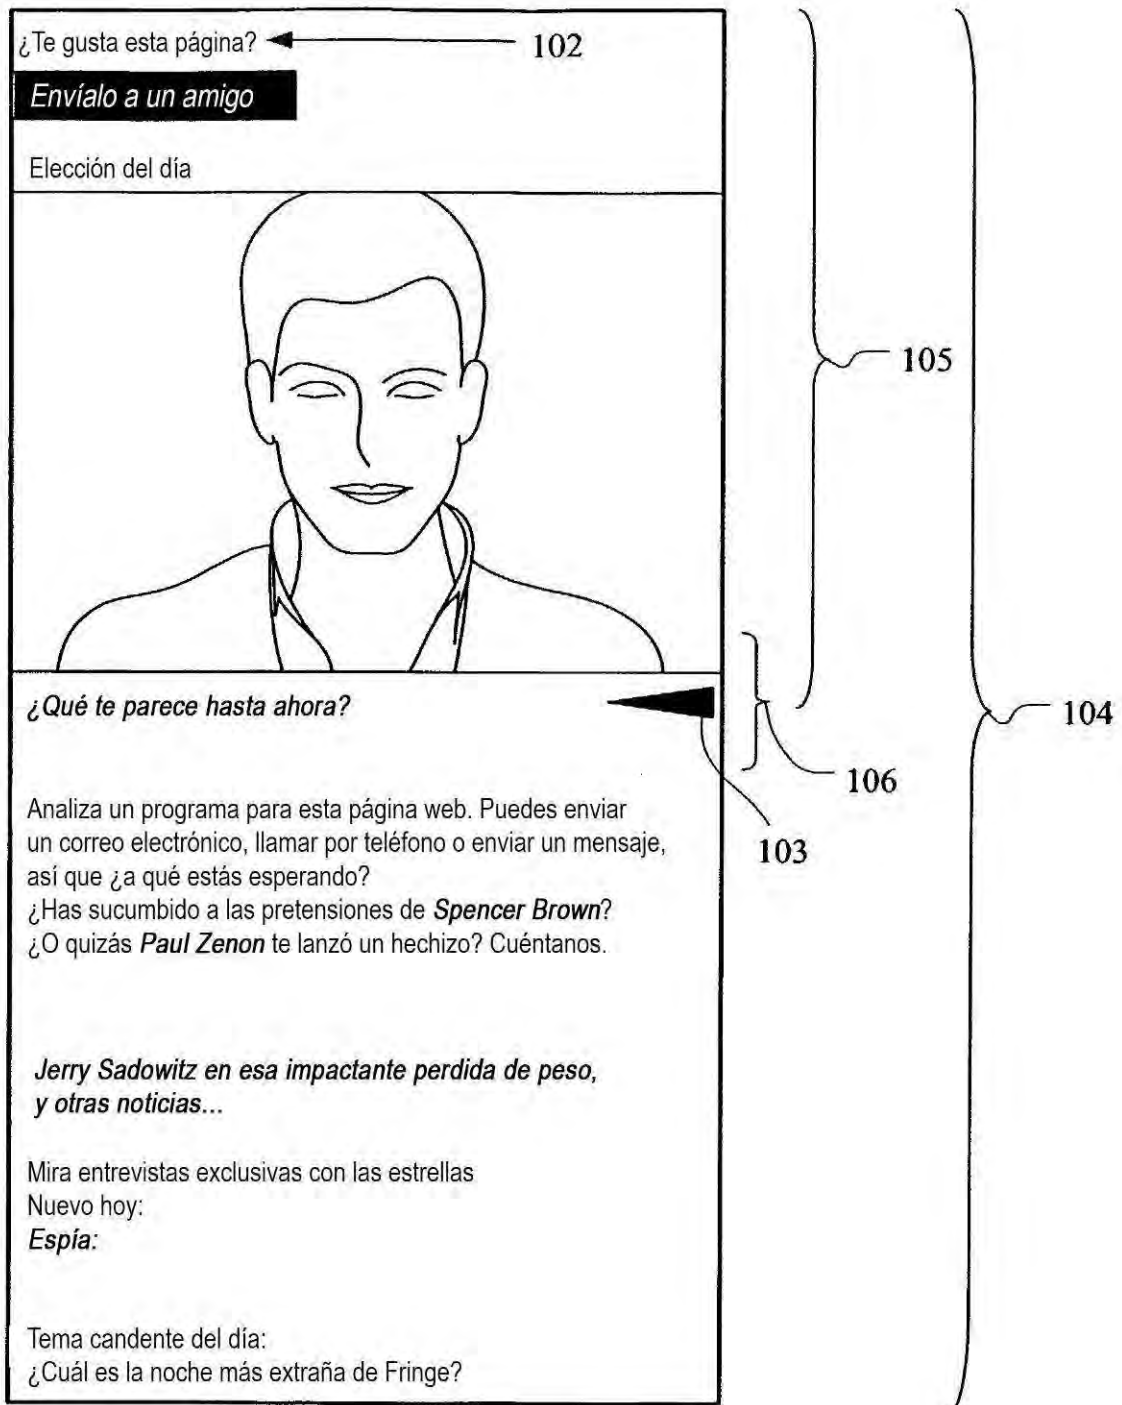 ¿Te gusta esta página?
102
Envíalo a un amigo
Elección del día
105
¿Qué te parece hasta ahora?
104
106
103
Analiza un programa para esta página web. Puedes enviar
un correo electrónico, llamar por teléfono o enviar un mensaje,
así que ¿a qué estás esperando?
¿Has sucumbido a las pretensiones de Spencer Brown?
¿O quizás Paul Zenon te lanzó un hechizo? Cuéntanos.
Jerry Sadowitz en esa impactante perdida de peso,
y otras noticias...
Mira entrevistas exclusivas con las estrellas
Nuevo hoy:
Espía:
Tema candente del día:
¿Cuál es la noche más extraña de Fringe?